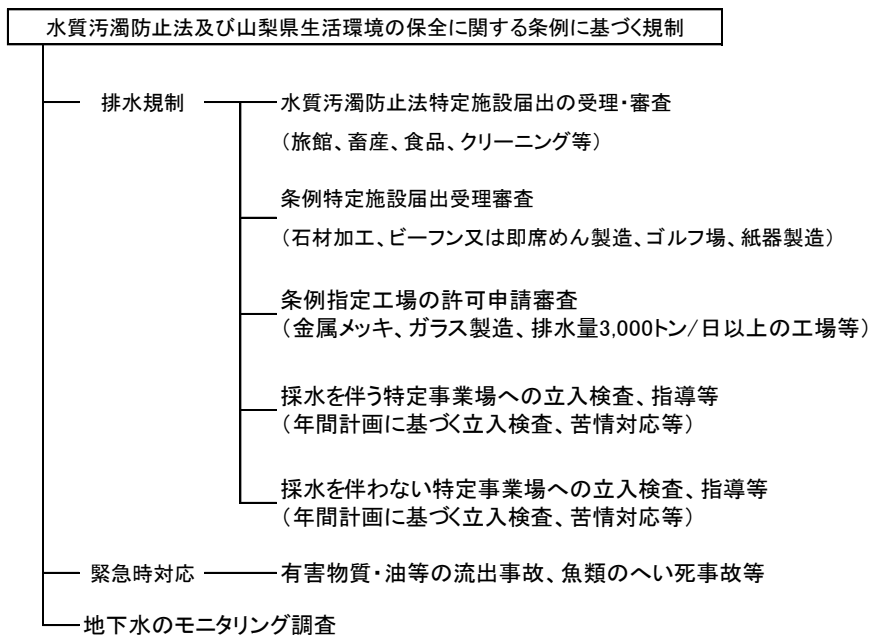 水質汚濁防止法及び山梨県生活環境の保全に関する条例に基づく規制
排水規制 水質汚濁防止法特定施設届出の受理・審査
（旅館、畜産、食品、クリーニング等）
条例特定施設届出受理審査
（石材加工、ビーフン又は即席めん製造、ゴルフ場、紙器製造）
条例指定工場の許可申請審査
（金属メッキ、ガラス製造、排水量3,000トン/日以上の工場等）
採水を伴う特定事業場への立入検査、指導等
（年間計画に基づく立入検査、苦情対応等）
採水を伴わない特定事業場への立入検査、指導等
（年間計画に基づく立入検査、苦情対応等）
緊急時対応 有害物質・油等の流出事故、魚類のへい死事故等
地下水のモニタリング調査